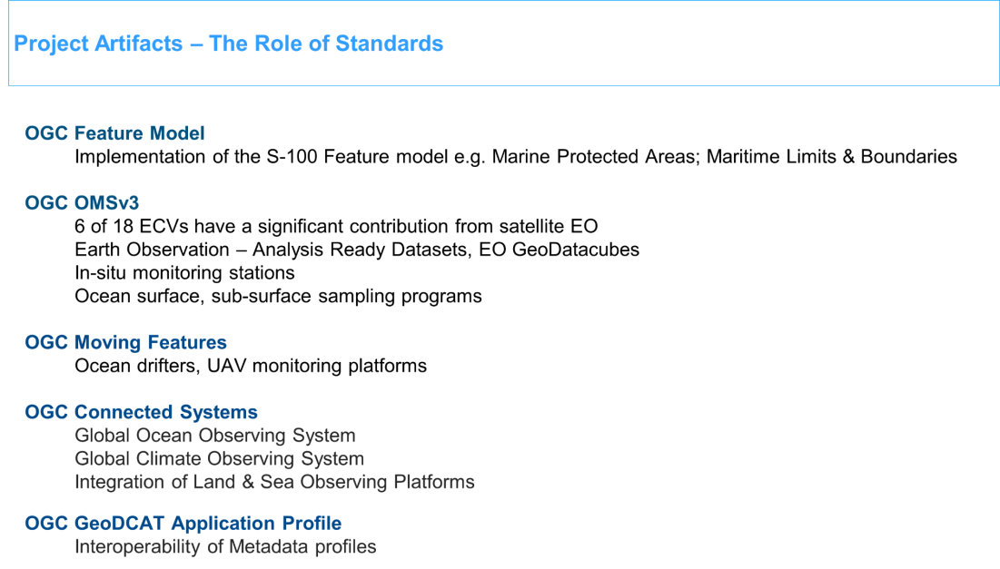 Project Artifacts – The Role of Standards
OGC Feature Model
Implementation of the S-100 Feature model e.g. Marine Protected Areas; Maritime Limits & Boundaries
OGC OMSv3
6 of 18 ECVs have a significant contribution from satellite EO
Earth Observation – Analysis Ready Datasets, EO GeoDatacubes
In-situ monitoring stations
Ocean surface, sub-surface sampling programs
OGC Moving Features
Ocean drifters, UAV monitoring platforms
OGC Connected Systems
Global Ocean Observing System
Global Climate Observing System
Integration of Land & Sea Observing Platforms
OGC GeoDCAT Application Profile
Interoperability of Metadata profiles